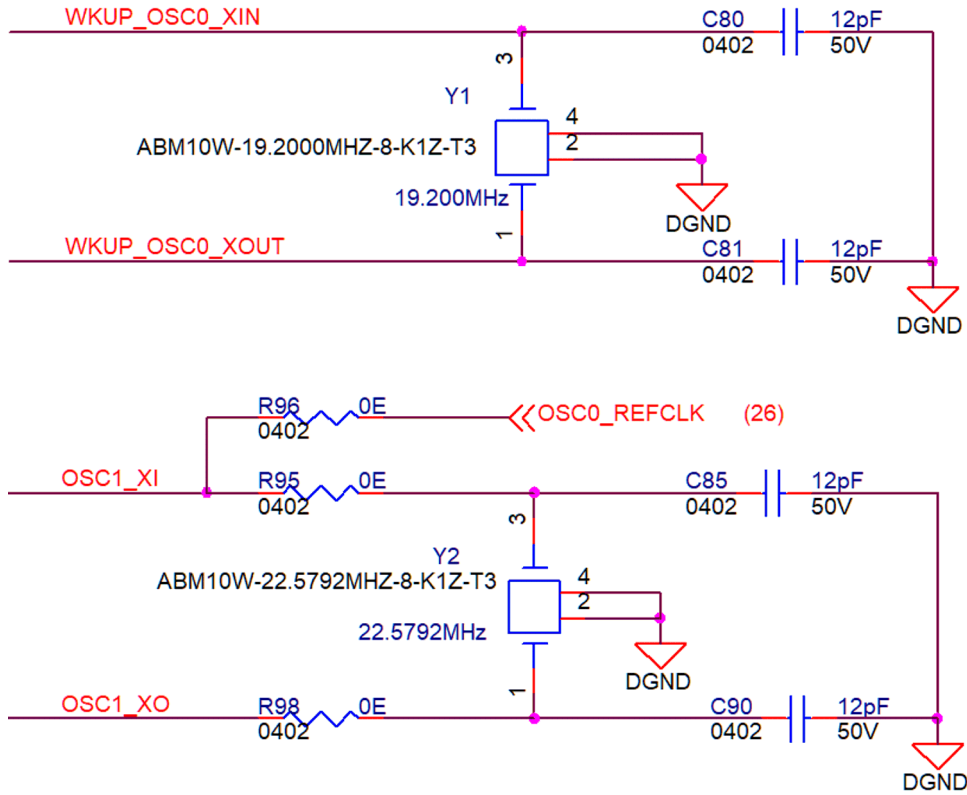 WKUP_OSC0_XIN
C80
12pF
0402
50V
3
Y1
4
ABM10W-19.2000MHZ-8-K1Z-T3
2
19.200MHz
DGND
1
WKUP_OSC0_XOUT
C81
12pF
0402
50V
DGND
R96
0E
OSC0_REFCLK (26)
0402
OSC1_XI
R95
0E
C85
12pF
0402
0402
50V
3
Y2
ABM10W-22.5792MHZ-8-K1Z-T3
4
2
22.5792MHz
DGND
1
OSC1_XO
R98
0E
C90
12pF
0402
0402
50V
DGND